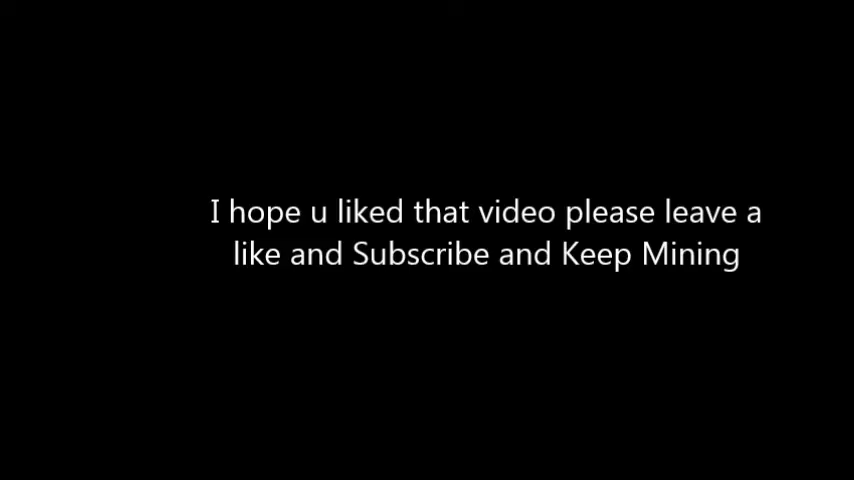 I hope u liked that video please leave a
like and Subscribe and Keep Mining